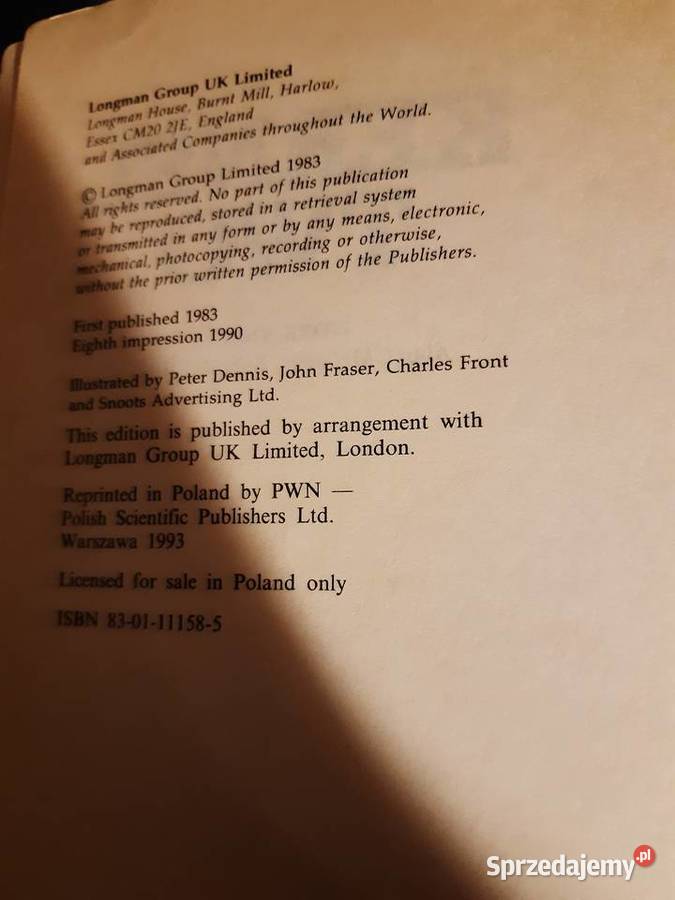 Longman Group UK Limited
Longman House, Burnt Mill, Harlow,
Essex CM20 2JE, England
and Associated Companies throughout the World.
© Longman Group Limited 1983
All rights reserved. No part of this publication
may be reproduced, stored in a retrieval system
or transmitted in any form or by any means, electronic,
mechanical, photocopying, recording or otherwise,
without the prior written permission of the Publishers.
First published 1983
Eighth impression 1990
Illustrated by Peter Dennis, John Fraser, Charles Front
and Snoots Advertising Ltd.
This edition is published by arrangement with
Longman Group UK Limited, London.
Reprinted in Poland by PWN —
Polish Scientific Publishers Ltd.
Warszawa 1993
Licensed for sale in Poland only
ISBN 83-01-11158-5
Sprzedajemy.pl